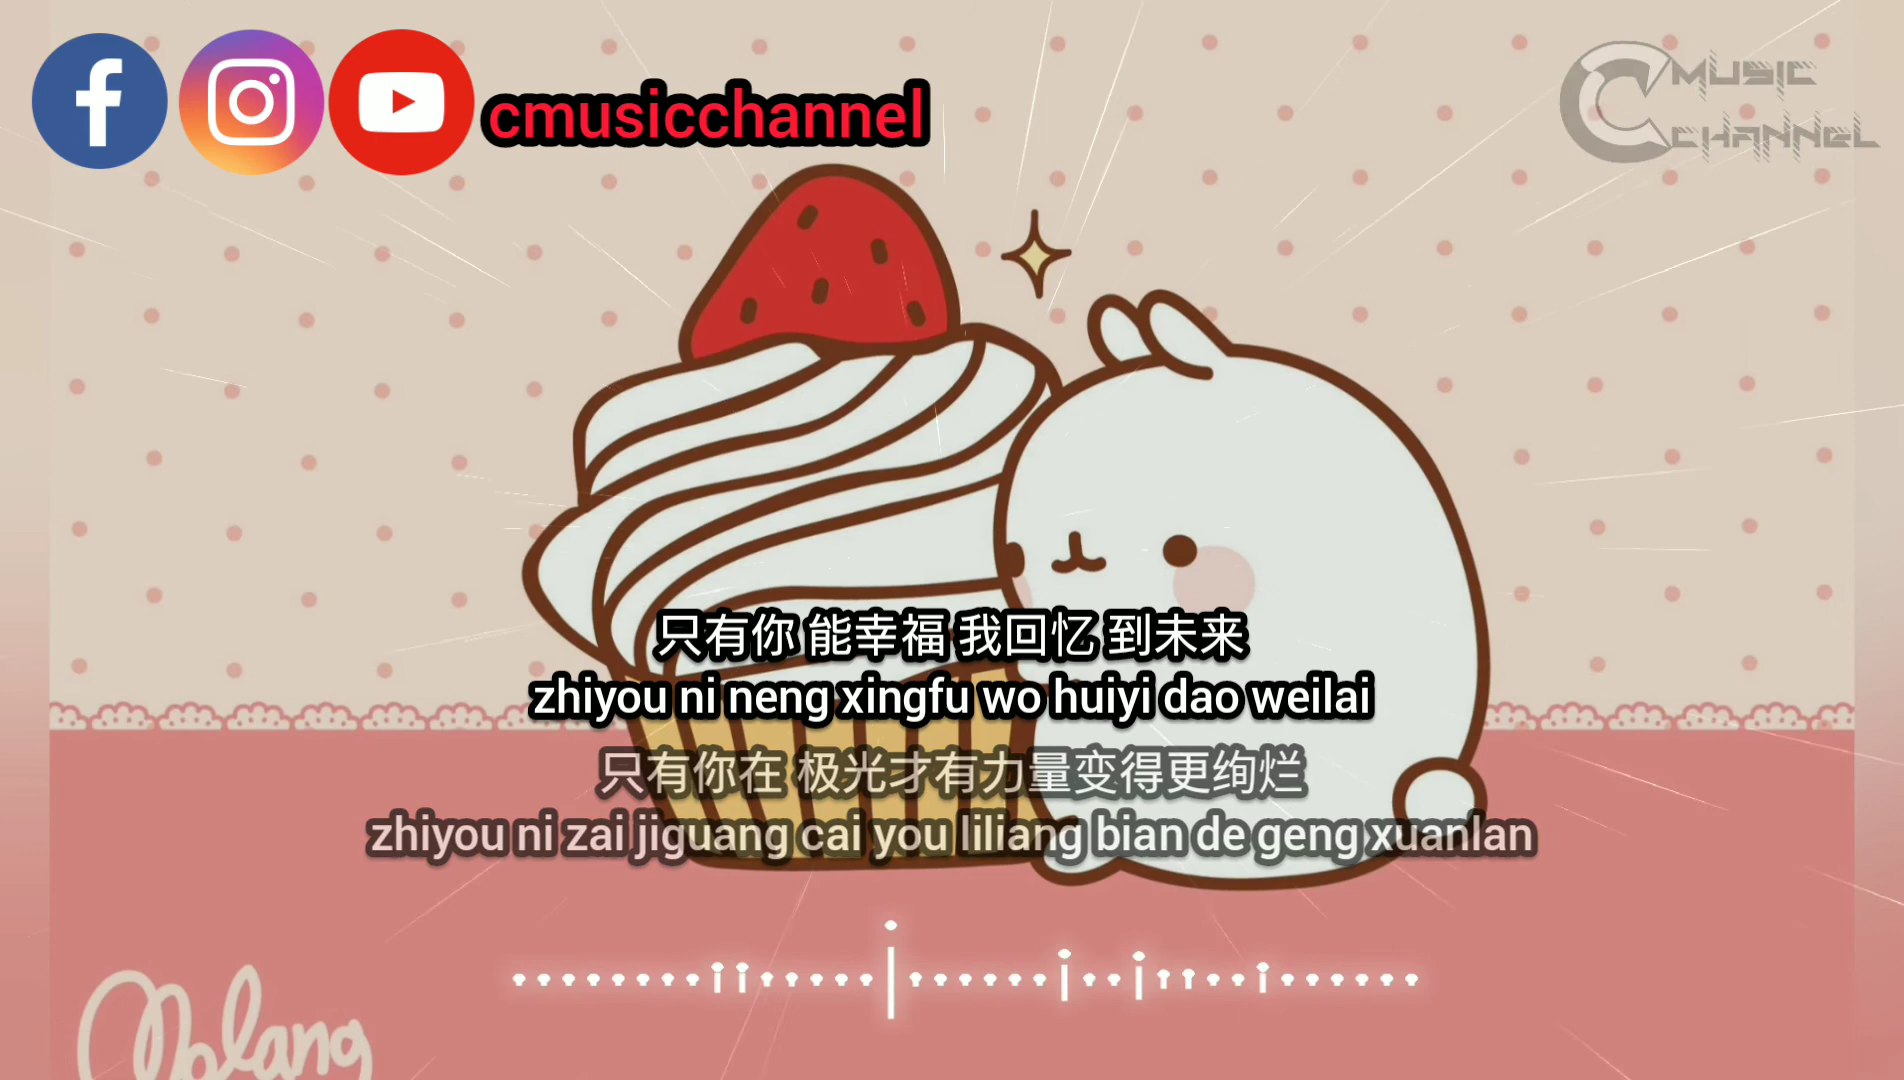 cmusicchannel
MUSIC
CHANNEL
只有你 能幸福 我回忆 到未来
zhiyou ni neng xingfu wo huiyi dao weilai
只有你在 极光才有力量变得更绚烂
zhiyou ni zai jiguang cai you liliang bian de geng xuanlan
Molang